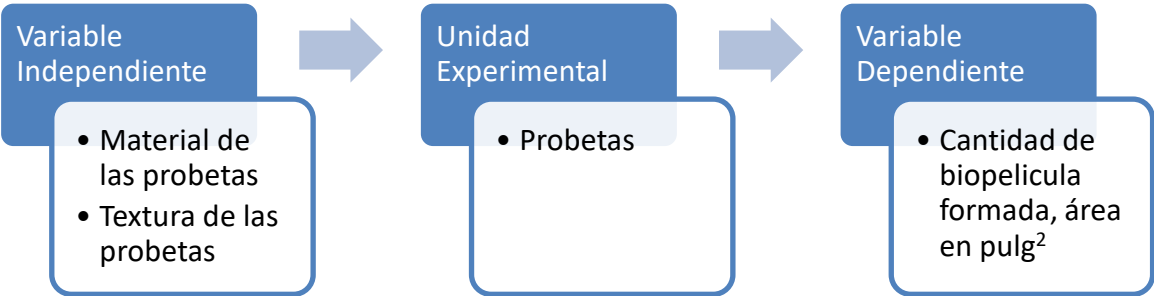 Variable
Independiente
• Material de
las probetas
• Textura de las
probetas
Unidad
Experimental
• Probetas
Variable
Dependiente
• Cantidad de
biopelicula
formada, área
en pulg²